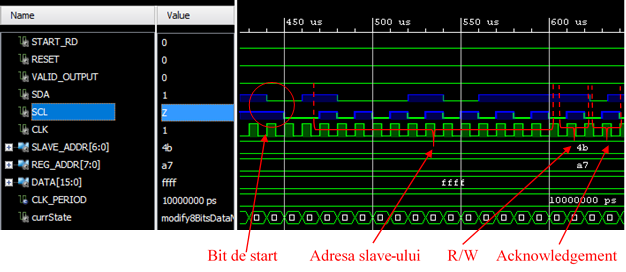 Name Value 450 us 500 us 550 us 600 us
START_RD 0
RESET 0
VALID_OUTPUT 0
SDA 1
SCL Z
CLK 1
SLAVE_ADDR[6:0] 4b 4b
REG_ADDR[7:0] a7 a7
DATA[15:0] ffff ffff
CLK_PERIOD 10000000 ps 10000000 ps
currState modify8BitsDataN
Bit de start Adresa slave-ului R/W Acknowledgement